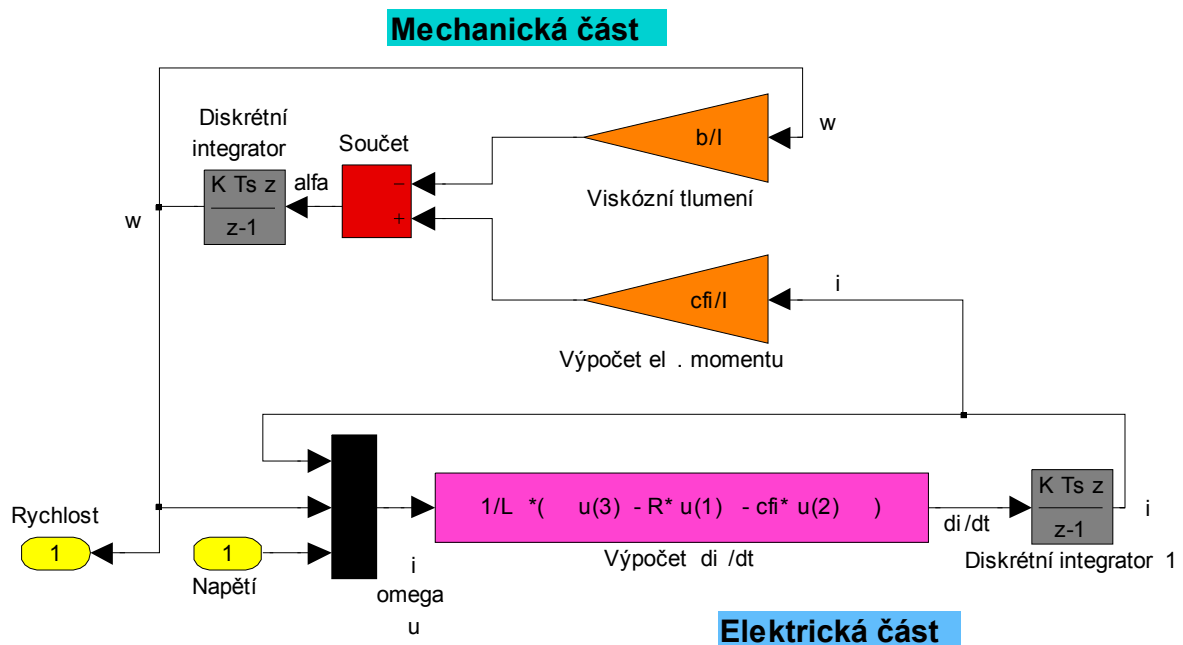 Mechanická část
Diskrétní
integrator
K Ts z
z-1
alfa
Součet
−
+
b/I
w
Viskózní tlumení
w
cfi/I
i
Výpočet el . momentu
Rychlost
1
1
Napětí
i
omega
u
1/L *( u(3) - R* u(1) - cfi* u(2) )
Výpočet di /dt
di /dt
K Ts z
z-1
i
Diskrétní integrator 1
Elektrická část